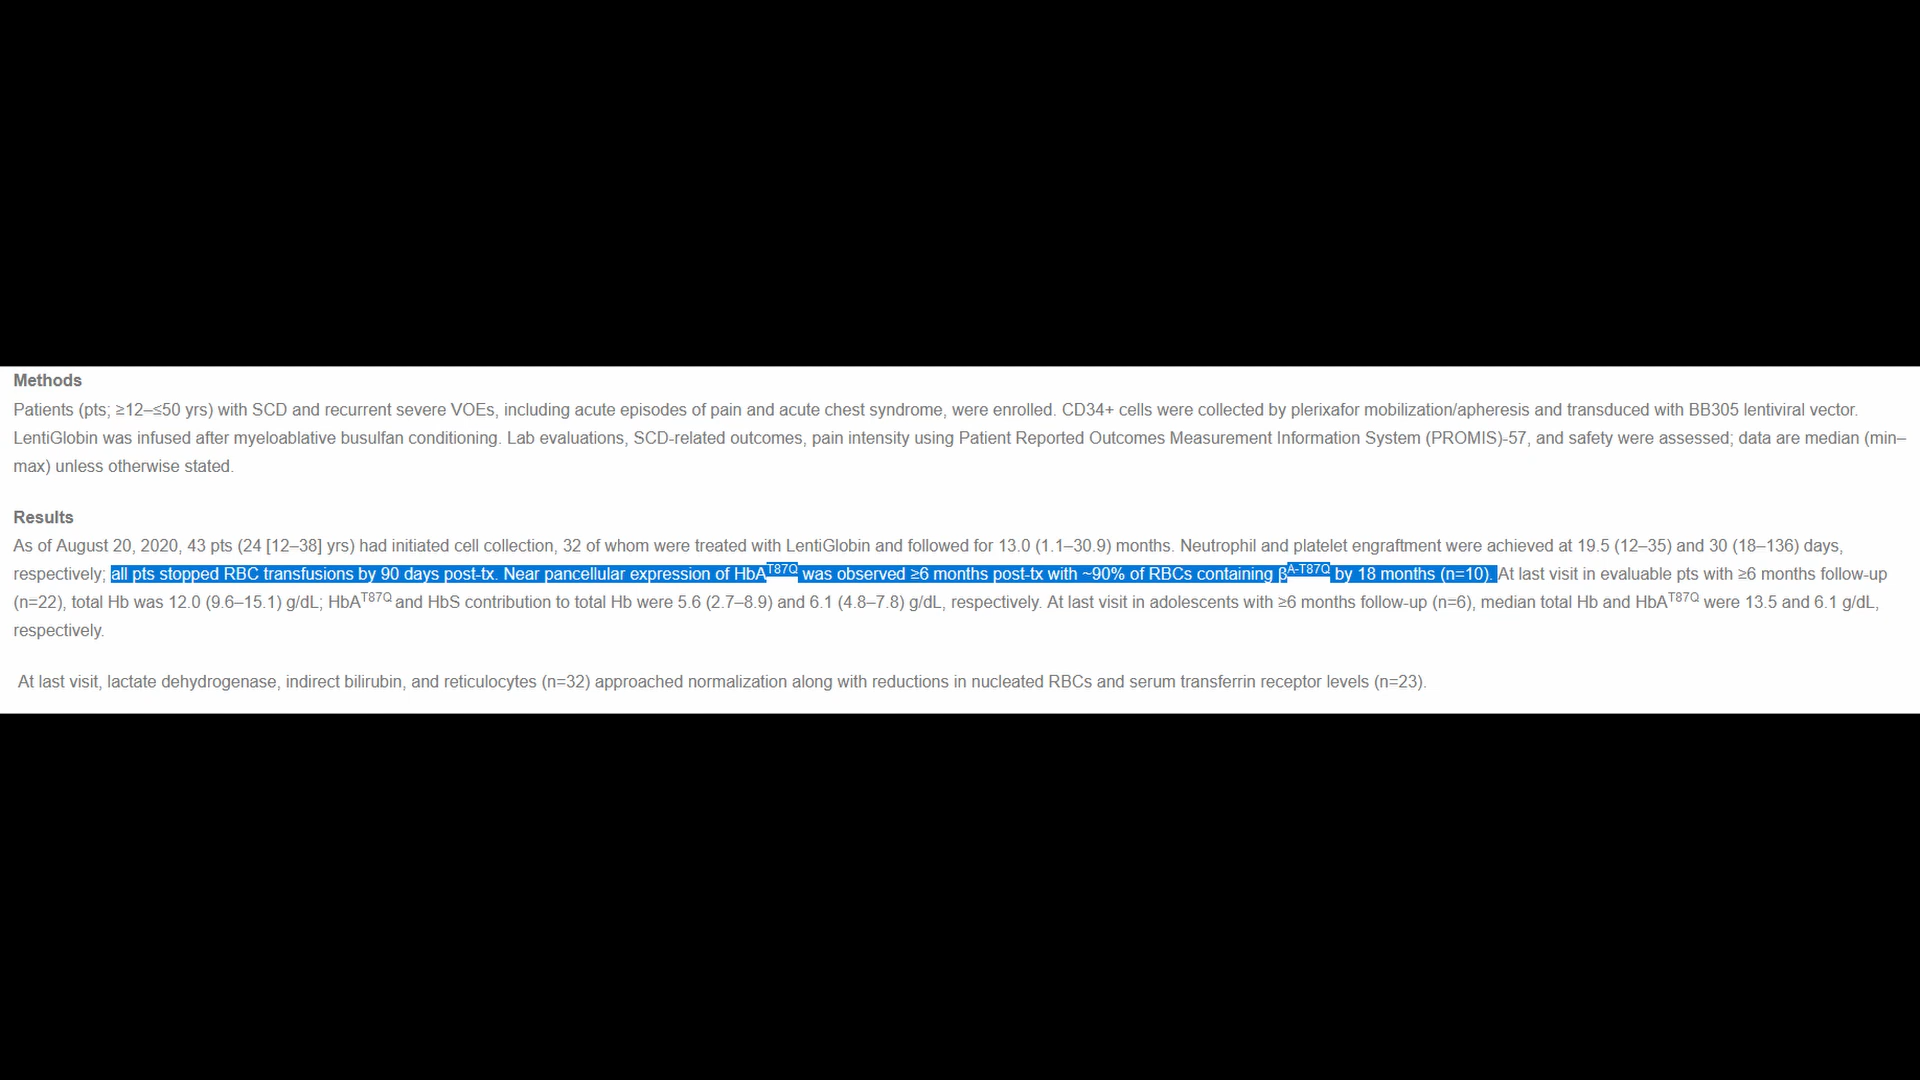 Methods
Patients (pts; ≥12–≤50 yrs) with SCD and recurrent severe VOEs, including acute episodes of pain and acute chest syndrome, were enrolled. CD34+ cells were collected by plerixafor mobilization/apheresis and transduced with BB305 lentiviral vector.
LentiGlobin was infused after myeloablative busulfan conditioning. Lab evaluations, SCD-related outcomes, pain intensity using Patient Reported Outcomes Measurement Information System (PROMIS)-57, and safety were assessed; data are median (min–
max) unless otherwise stated.
Results
As of August 20, 2020, 43 pts (24 [12–38] yrs) had initiated cell collection, 32 of whom were treated with LentiGlobin and followed for 13.0 (1.1–30.9) months. Neutrophil and platelet engraftment were achieved at 19.5 (12–35) and 30 (18–136) days,
respectively; all pts stopped RBC transfusions by 90 days post-tx. Near pancellular expression of HbAT87Q was observed ≥6 months post-tx with ~90% of RBCs containing βA-T87Q by 18 months (n=10). At last visit in evaluable pts with ≥6 months follow-up
(n=22), total Hb was 12.0 (9.6–15.1) g/dL; HbAT87Q and HbS contribution to total Hb were 5.6 (2.7–8.9) and 6.1 (4.8–7.8) g/dL, respectively. At last visit in adolescents with ≥6 months follow-up (n=6), median total Hb and HbAT87Q were 13.5 and 6.1 g/dL,
respectively.
At last visit, lactate dehydrogenase, indirect bilirubin, and reticulocytes (n=32) approached normalization along with reductions in nucleated RBCs and serum transferrin receptor levels (n=23).